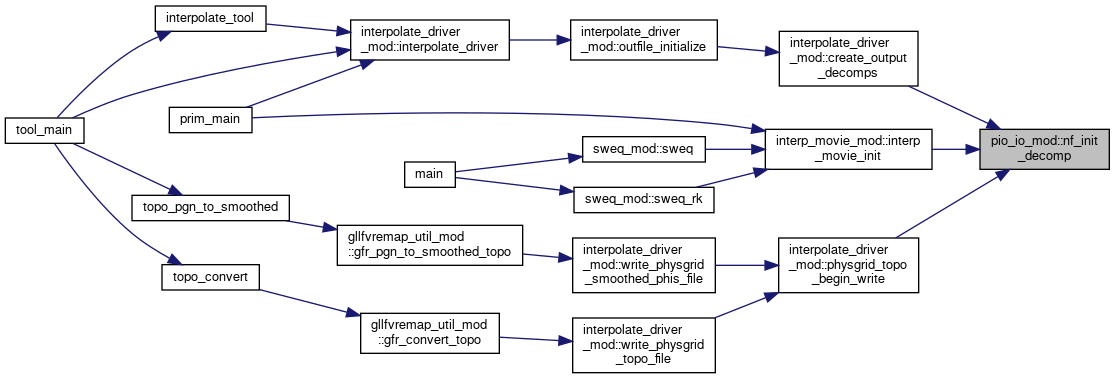 interpolate_tool
interpolate_driver
_mod::interpolate_driver
interpolate_driver
_mod::outfile_initialize
interpolate_driver
_mod::create_output
_decomps
tool_main
prim_main
pio_io_mod::nf_init
_decomp
interp_movie_mod::interp
_movie_init
sweq_mod::sweq
main
sweq_mod::sweq_rk
topo_pgn_to_smoothed
gllfvremap_util_mod
::gfr_pgn_to_smoothed_topo
interpolate_driver
_mod::write_physgrid
_smoothed_phis_file
interpolate_driver
_mod::physgrid_topo
_begin_write
topo_convert
gllfvremap_util_mod
::gfr_convert_topo
interpolate_driver
_mod::write_physgrid
_topo_file